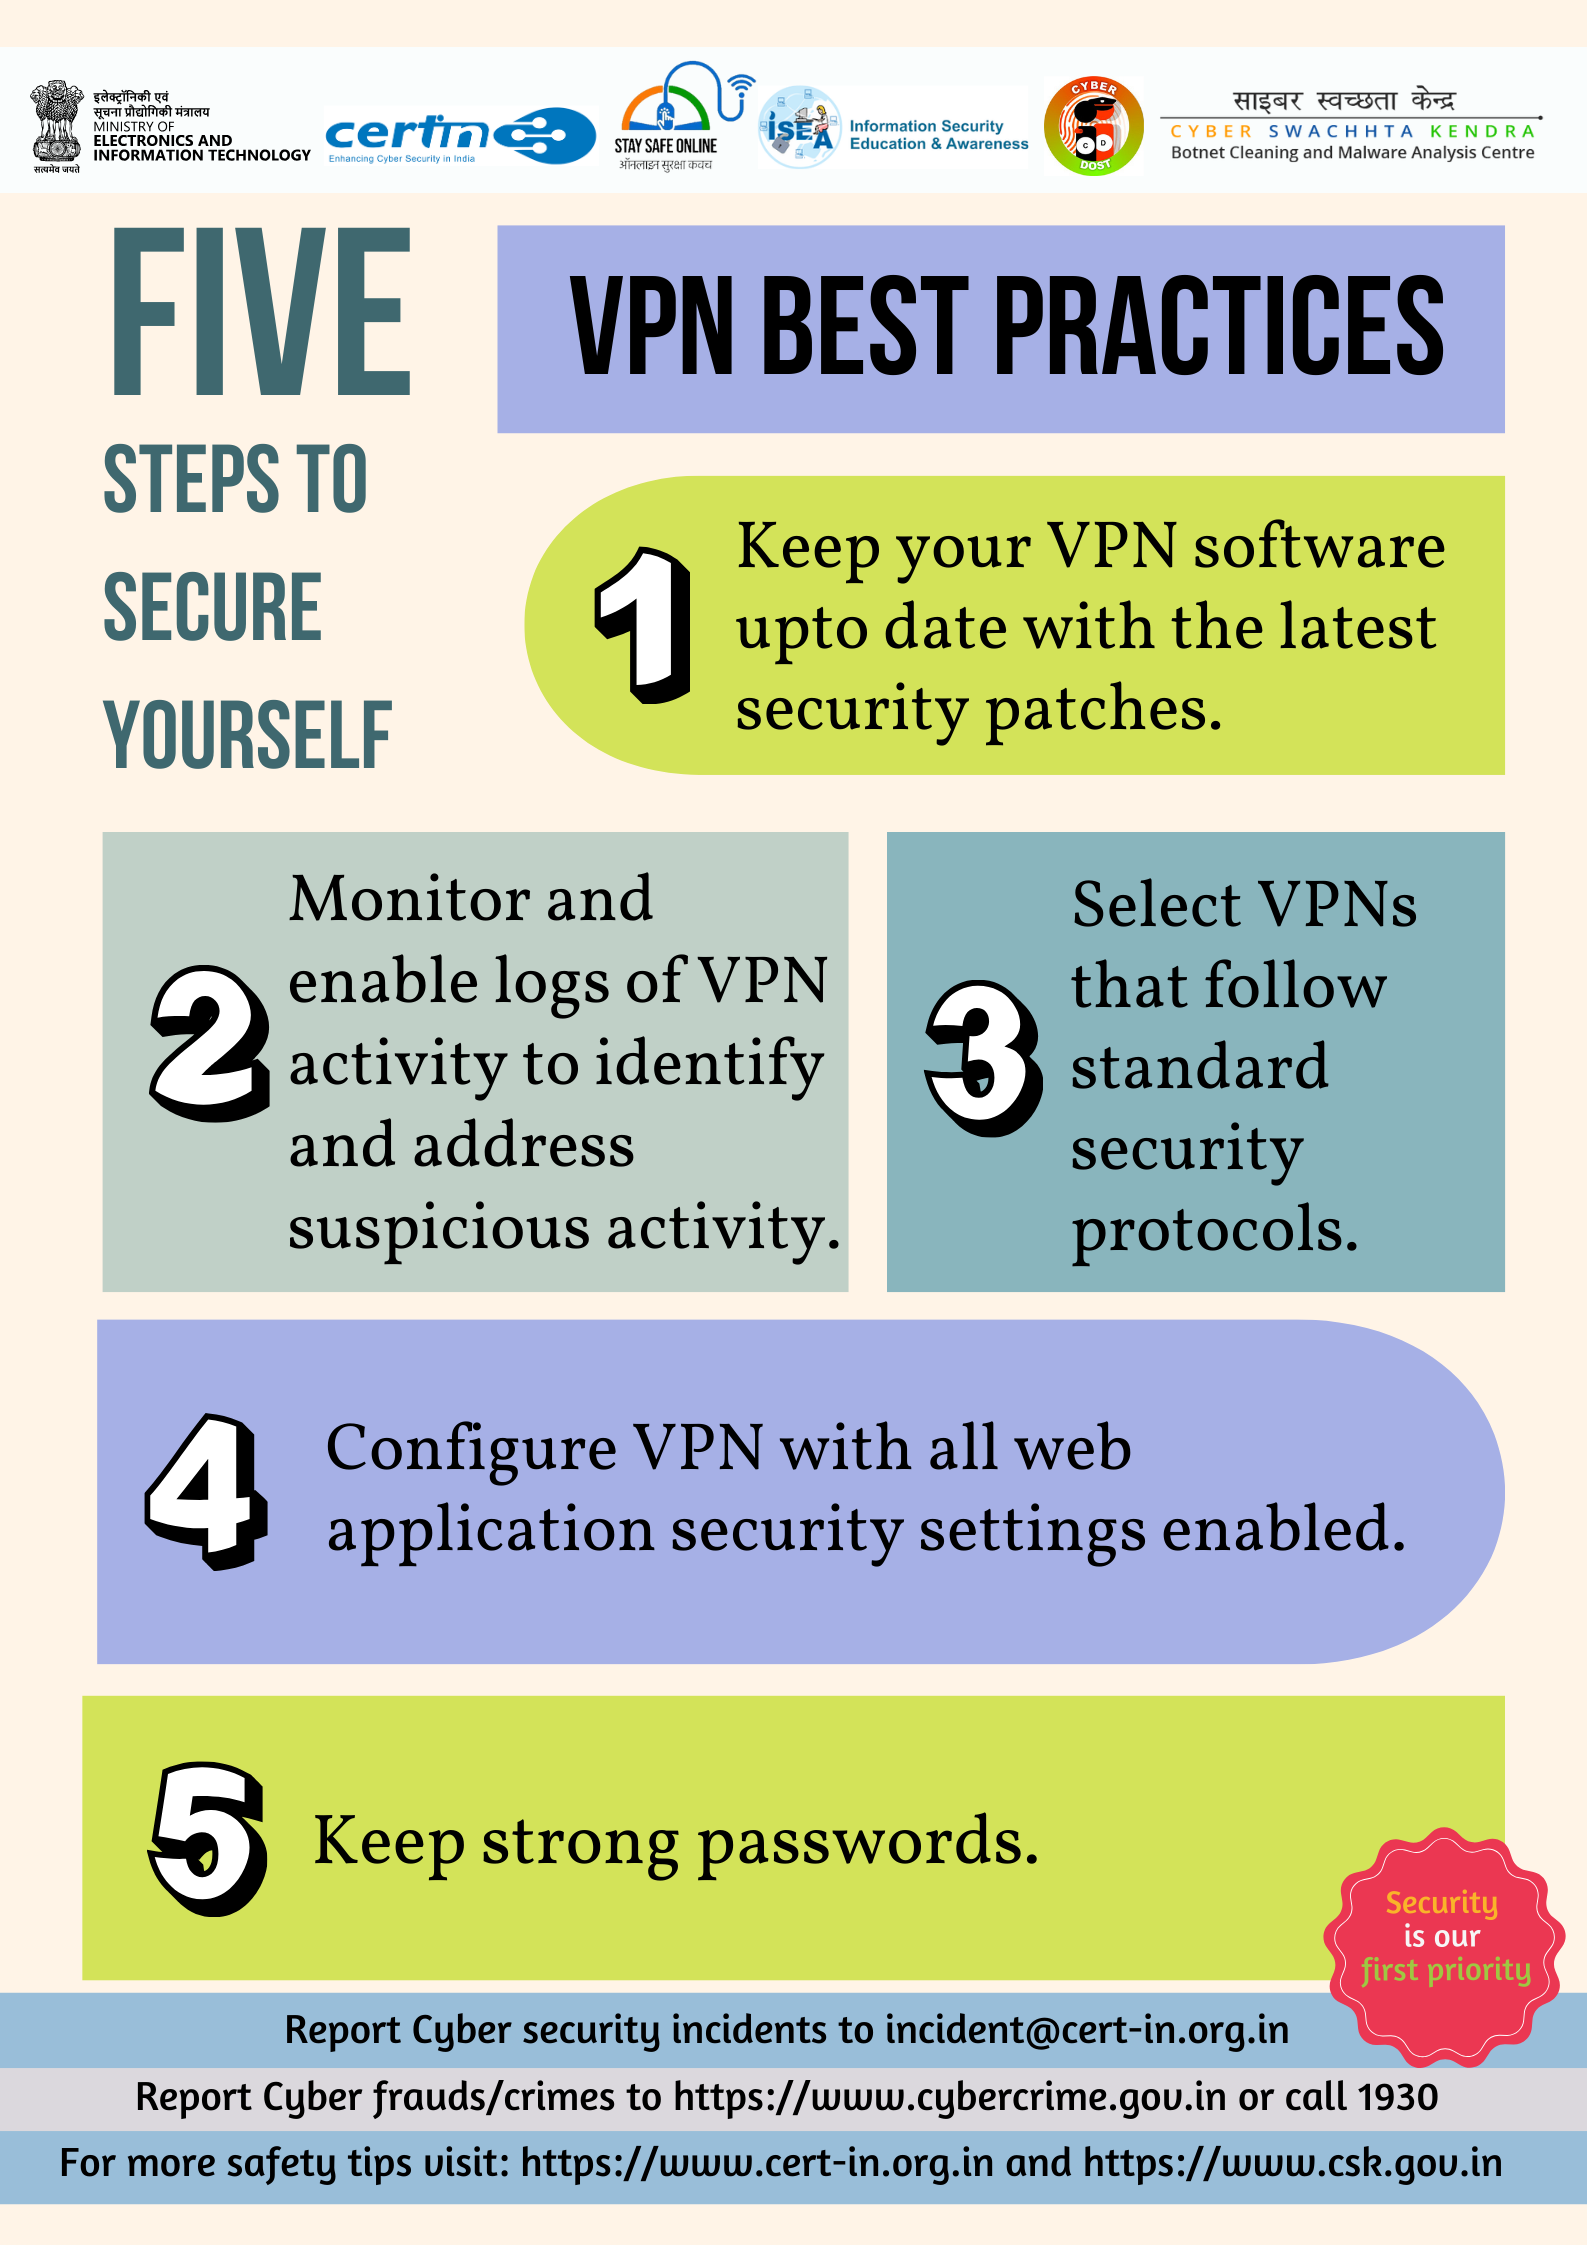 इलेक्ट्रॉनिकी एवं
सूचना प्रौद्योगिकी मंत्रालय
MINISTRY OF
ELECTRONICS AND
INFORMATION TECHNOLOGY
सत्यमेव जयते
certin
Enhancing Cyber Security in India
STAY SAFE ONLINE
ऑनलाइन सुरक्षा कवच
iSEA
Information Security
Education & Awareness
CYBER
C D
DOST
साइबर स्वच्छता केन्द्र
CYBER SWACHHTA KENDRA
Botnet Cleaning and Malware Analysis Centre
FIVE
STEPS TO
SECURE
YOURSELF
VPN BEST PRACTICES
1
Keep your VPN software
upto date with the latest
security patches.
2
Monitor and
enable logs of VPN
activity to identify
and address
suspicious activity.
3
Select VPNs
that follow
standard
security
protocols.
4
Configure VPN with all web
application security settings enabled.
5
Keep strong passwords.
Security
is our
first priority
Report Cyber security incidents to incident@cert-in.org.in
Report Cyber frauds/crimes to https://www.cybercrime.gov.in or call 1930
For more safety tips visit: https://www.cert-in.org.in and https://www.csk.gov.in